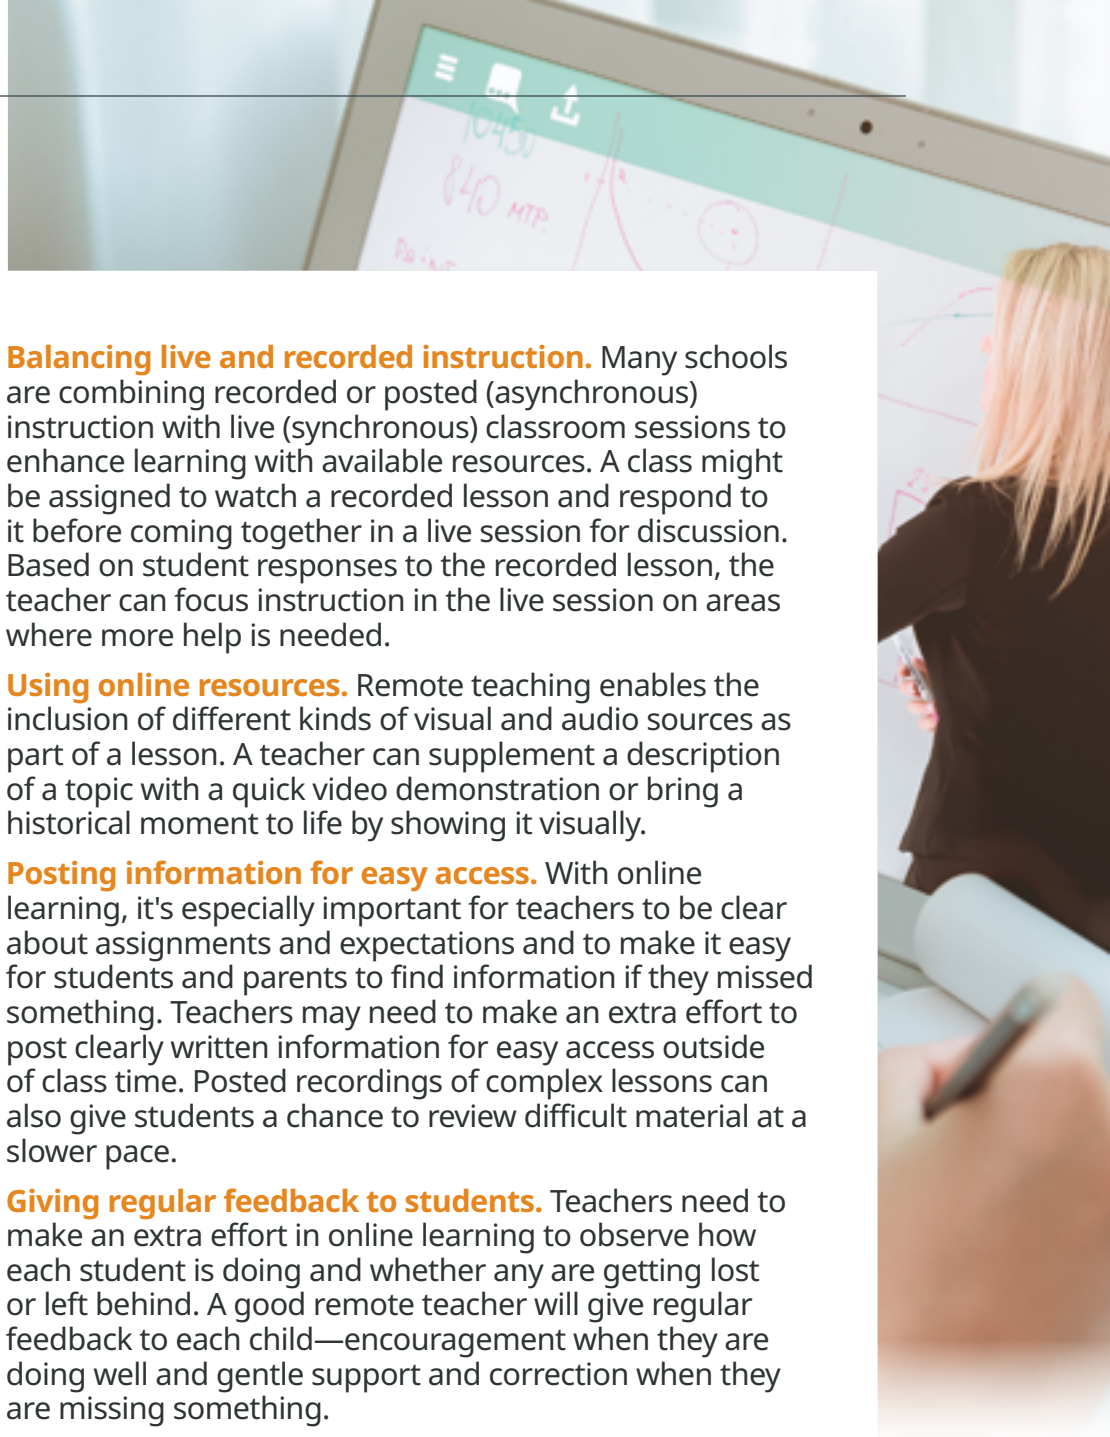 10450
840 MTP.
Balancing live and recorded instruction. Many schools
are combining recorded or posted (asynchronous)
instruction with live (synchronous) classroom sessions to
enhance learning with available resources. A class might
be assigned to watch a recorded lesson and respond to
it before coming together in a live session for discussion.
Based on student responses to the recorded lesson, the
teacher can focus instruction in the live session on areas
where more help is needed.
Using online resources. Remote teaching enables the
inclusion of different kinds of visual and audio sources as
part of a lesson. A teacher can supplement a description
of a topic with a quick video demonstration or bring a
historical moment to life by showing it visually.
Posting information for easy access. With online
learning, it's especially important for teachers to be clear
about assignments and expectations and to make it easy
for students and parents to find information if they missed
something. Teachers may need to make an extra effort to
post clearly written information for easy access outside
of class time. Posted recordings of complex lessons can
also give students a chance to review difficult material at a
slower pace.
Giving regular feedback to students. Teachers need to
make an extra effort in online learning to observe how
each student is doing and whether any are getting lost
or left behind. A good remote teacher will give regular
feedback to each child—encouragement when they are
doing well and gentle support and correction when they
are missing something.